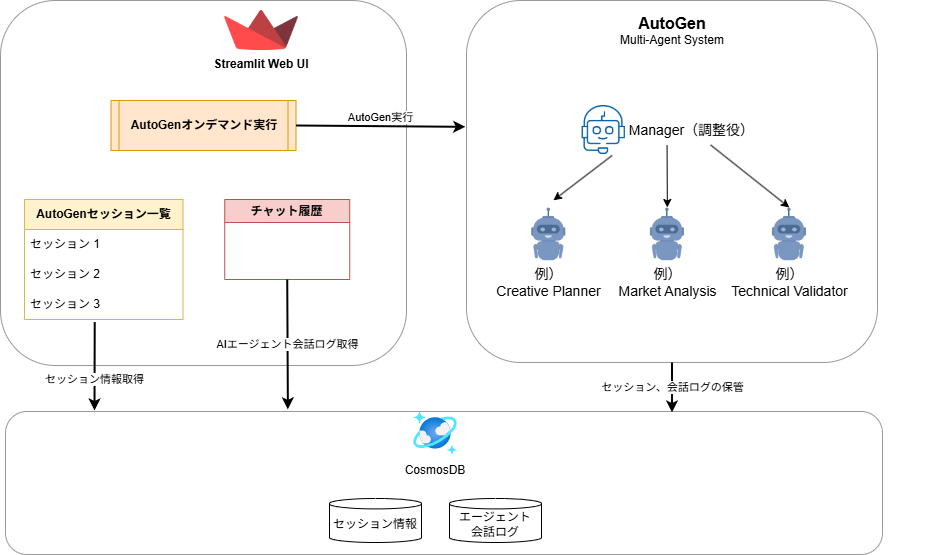 Streamlit Web UI
AutoGenオンデマンド実行
AutoGen実行
AutoGen
Multi-Agent System
Manager（調整役）
例）
Creative Planner
例）
Market Analysis
例）
Technical Validator
AutoGenセッション一覧
セッション 1
セッション 2
セッション 3
チャット履歴
セッション情報取得
AIエージェント会話ログ取得
セッション、会話ログの保管
CosmosDB
セッション情報
エージェント
会話ログ